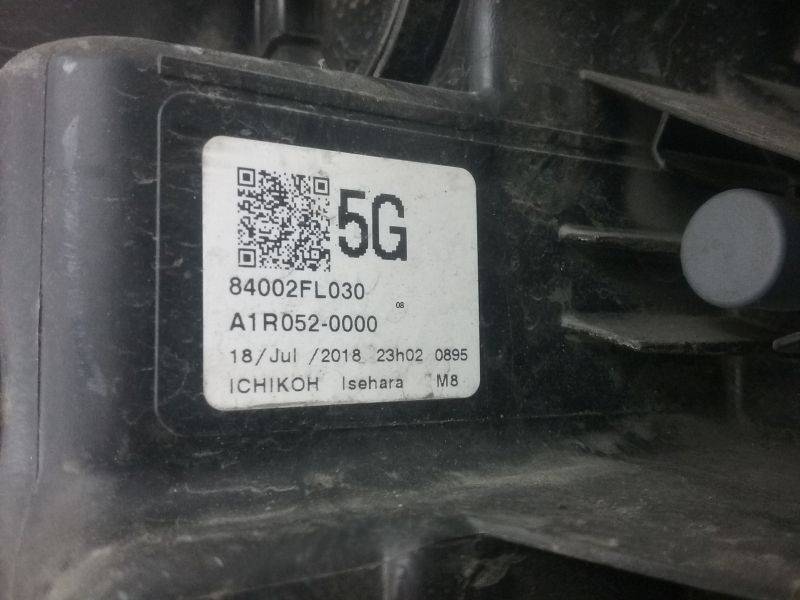 5G
84002FL030
08
A1R052-0000
18/Jul /2018 23h02 0895
ICHIKOH Isehara M8